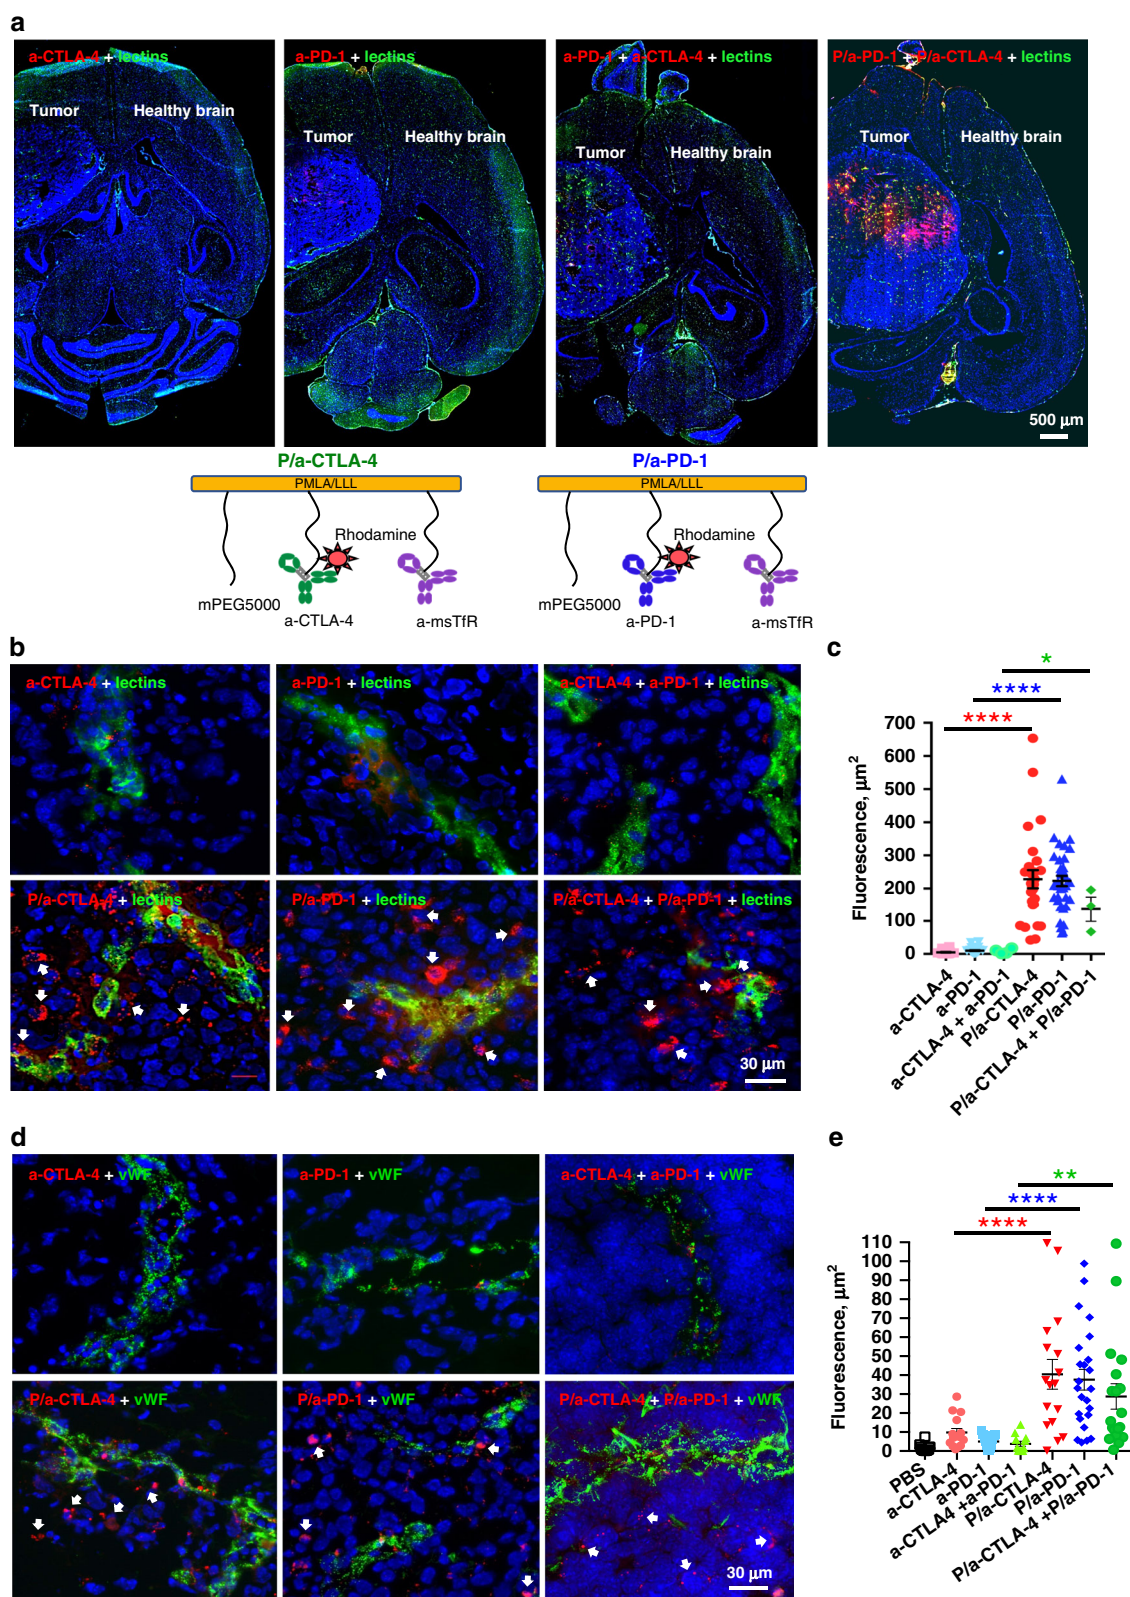 a
a-CTLA-4 + lectins
a-PD-1 + lectins
a-PD-1 + a-CTLA-4 + lectins
P/a-PD-1 + P/a-CTLA-4 + lectins
Tumor
Healthy brain
Tumor
Healthy brain
Tumor
Healthy brain
Tumor
Healthy brain
500 µm
P/a-CTLA-4
PMLA/LLL
Rhodamine
mPEG5000
a-CTLA-4
a-msTfR
P/a-PD-1
PMLA/LLL
Rhodamine
mPEG5000
a-PD-1
a-msTfR
b
a-CTLA-4 + lectins
a-PD-1 + lectins
a-CTLA-4 + a-PD-1 + lectins
P/a-CTLA-4 + lectins
P/a-PD-1 + lectins
P/a-CTLA-4 + P/a-PD-1 + lectins
30 µm
c
*
****
****
Fluorescence, µm²
700
600
500
400
300
200
100
0
a-CTLA-4
a-PD-1
a-CTLA-4 + a-PD-1
P/a-CTLA-4
P/a-PD-1
P/a-CTLA-4 + P/a-PD-1
d
a-CTLA-4 + vWF
a-PD-1 + vWF
a-CTLA-4 + a-PD-1 + vWF
P/a-CTLA-4 + vWF
P/a-PD-1 + vWF
P/a-CTLA-4 + P/a-PD-1 + vWF
30 µm
e
**
****
****
Fluorescence, µm²
110
100
90
80
70
60
50
40
30
20
10
0
PBS
a-CTLA-4
a-PD-1
a-CTLA4 +a-PD-1
P/a-CTLA-4
P/a-PD-1
P/a-CTLA-4 +P/a-PD-1